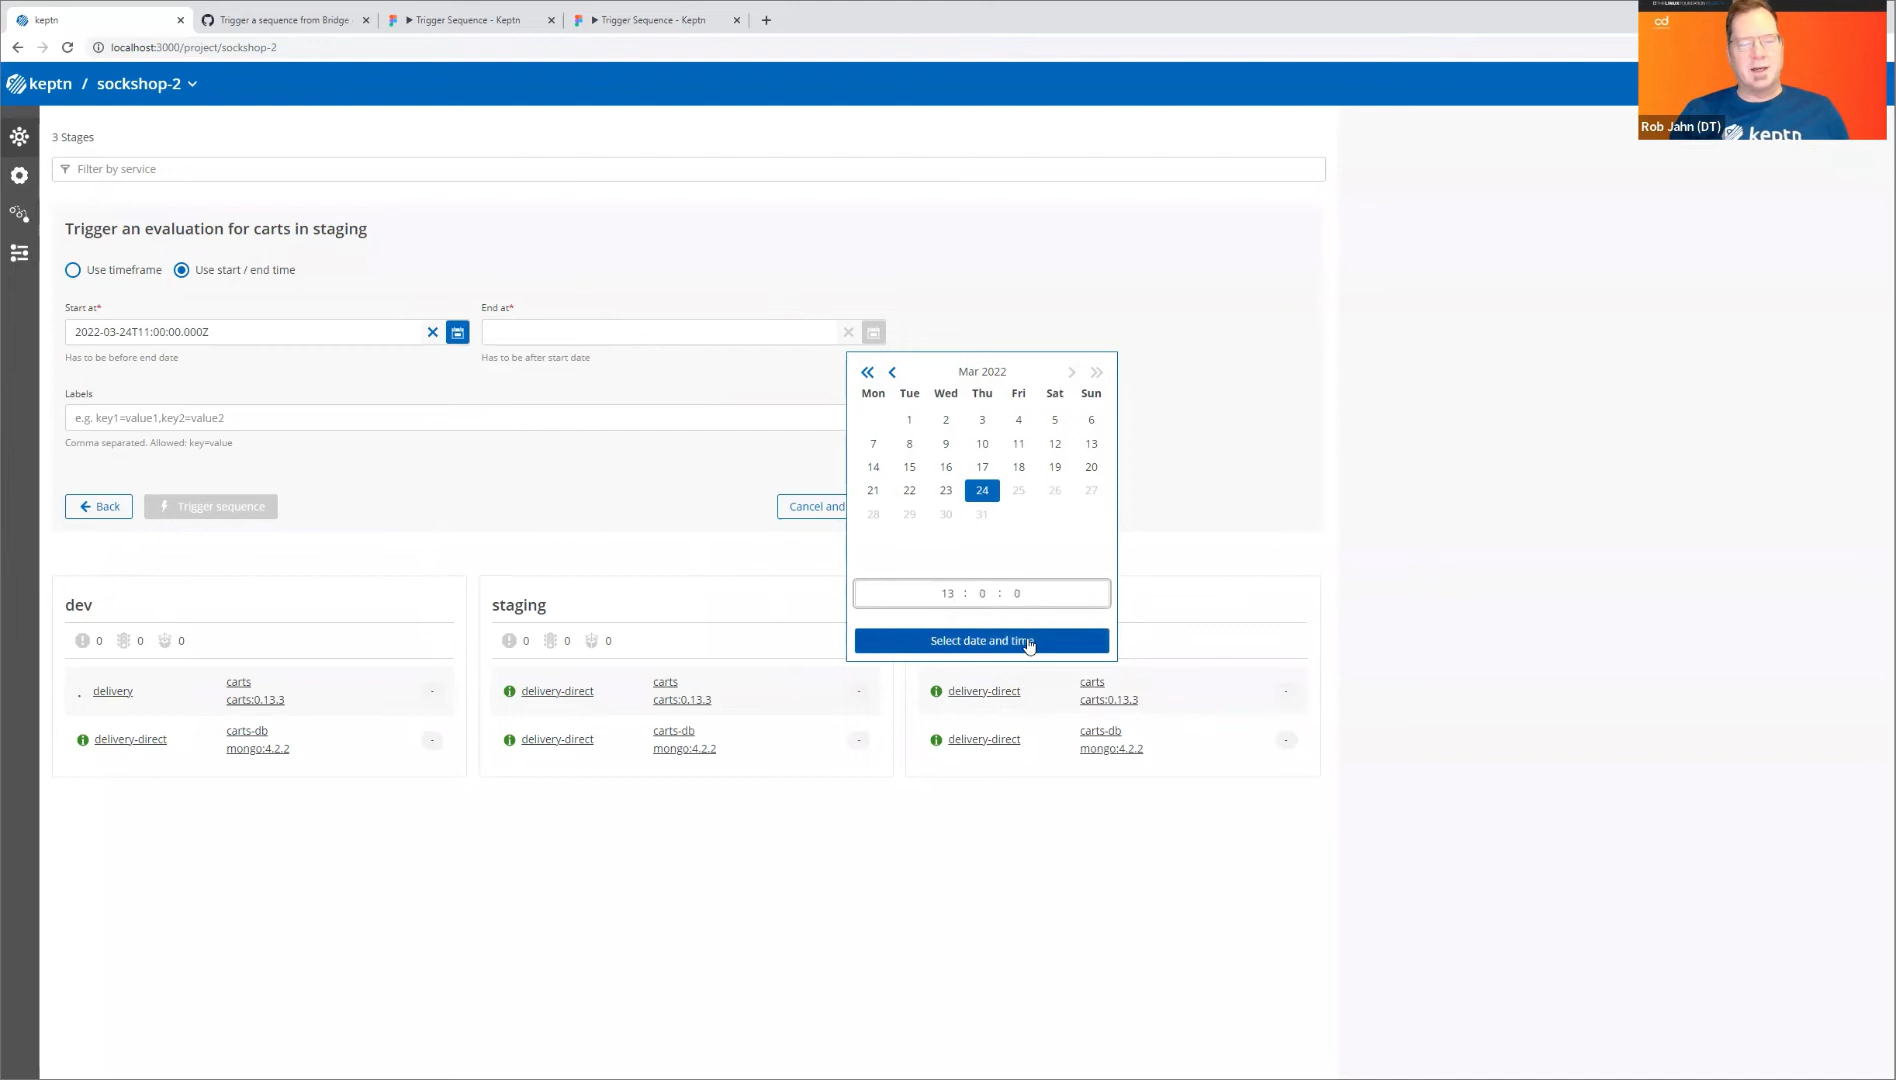 keptn
Trigger a sequence from Bridge
Trigger Sequence - Keptn
Trigger Sequence - Keptn
localhost:3000/project/sockshop-2
keptn / sockshop-2
3 Stages
Filter by service
Trigger an evaluation for carts in staging
Use timeframe Use start / end time
Start at* End at*
2022-03-24T11:00:00.000Z
Has to be before end date Has to be after start date
Labels
e.g. key1=value1,key2=value2
Comma separated. Allowed: key=value
Back Trigger sequence Cancel and
Mar 2022
Mon Tue Wed Thu Fri Sat Sun
1 2 3 4 5 6
7 8 9 10 11 12 13
14 15 16 17 18 19 20
21 22 23 24 25 26 27
28 29 30 31
13 : 0 : 0
Select date and time
dev
0 0 0
delivery carts carts:0.13.3 -
delivery-direct carts-db mongo:4.2.2 -
staging
0 0 0
delivery-direct carts carts:0.13.3 -
delivery-direct carts-db mongo:4.2.2 -
delivery-direct carts carts:0.13.3 -
delivery-direct carts-db mongo:4.2.2 -
cd
Rob Jahn (DT)
keptn